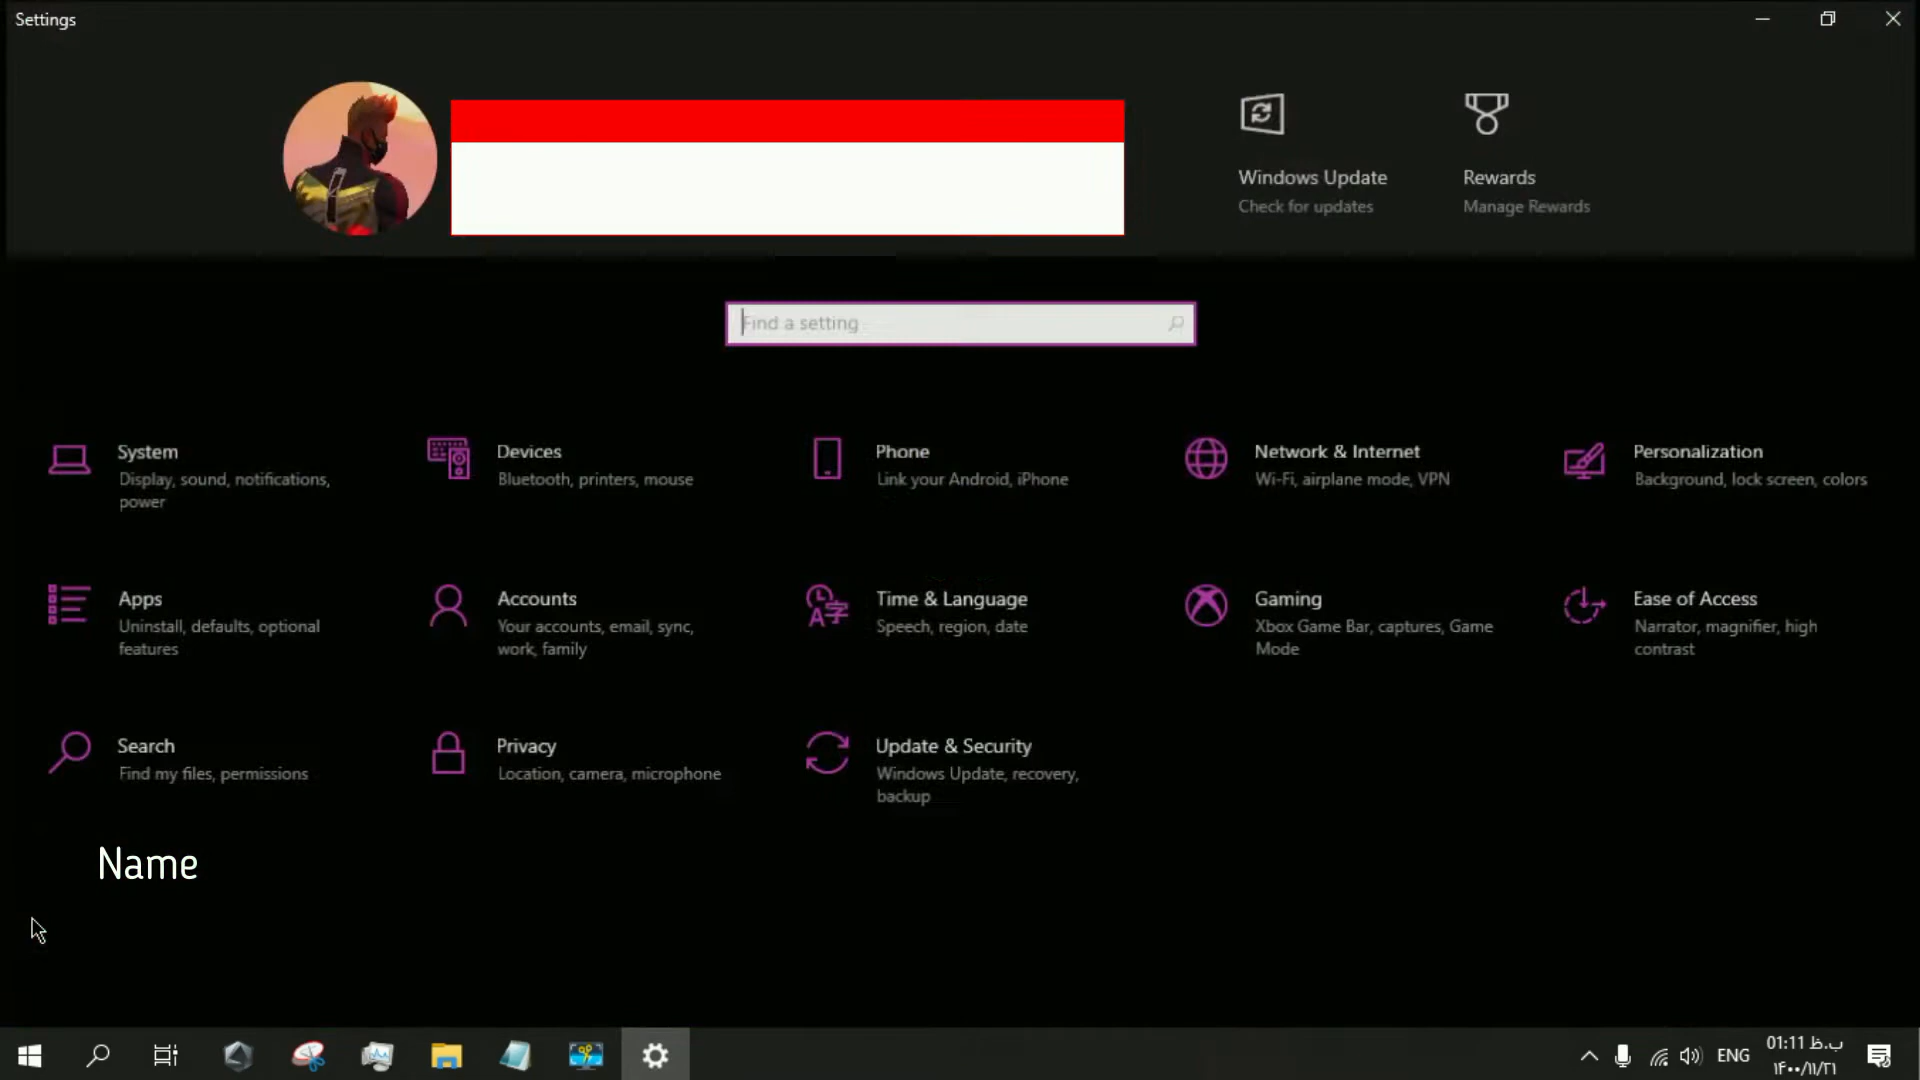 Settings
Windows Update
Check for updates
Rewards
Manage Rewards
Find a setting
System
Display, sound, notifications,
power
Devices
Bluetooth, printers, mouse
Phone
Link your Android, iPhone
Network & Internet
Wi-Fi, airplane mode, VPN
Personalization
Background, lock screen, colors
Apps
Uninstall, defaults, optional
features
Accounts
Your accounts, email, sync,
work, family
Time & Language
Speech, region, date
Gaming
Xbox Game Bar, captures, Game
Mode
Ease of Access
Narrator, magnifier, high
contrast
Search
Find my files, permissions
Privacy
Location, camera, microphone
Update & Security
Windows Update, recovery,
backup
Name
ENG
01:11 ب.ظ
۱۴۰۰/۱۱/۲۱